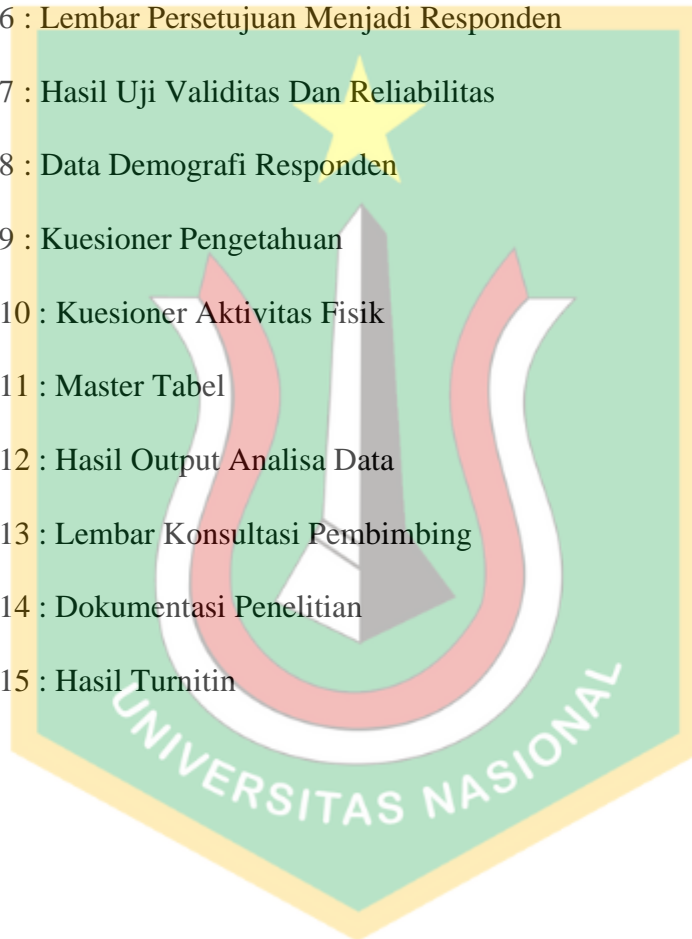 6 : Lembar Persetujuan Menjadi Responden
7 : Hasil Uji Validitas Dan Reliabilitas
8 : Data Demografi Responden
9 : Kuesioner Pengetahuan
10 : Kuesioner Aktivitas Fisik
11 : Master Tabel
12 : Hasil Output Analisa Data
13 : Lembar Konsultasi Pembimbing
14 : Dokumentasi Penelitian
15 : Hasil Turnitin
UNIVERSITAS NASIONAL